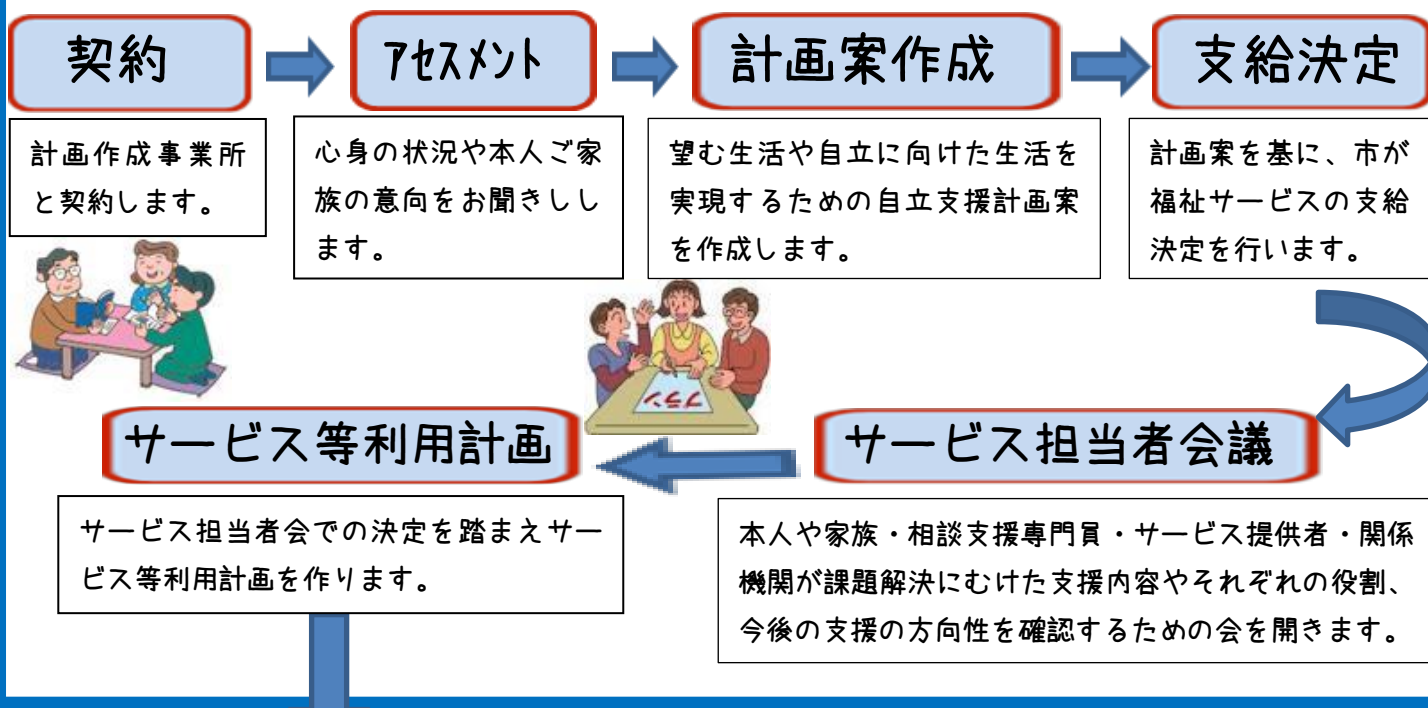 契約
アセスメント
計画案作成
支給決定
計画作成事業所
と契約します。
心身の状況や本人ご家
族の意向をお聞きしし
ます。
望む生活や自立に向けた生活を
実現するための自立支援計画案
を作成します。
計画案を基に、市が
福祉サービスの支給
決定を行います。
プラン
サービス等利用計画
サービス担当者会議
サービス担当者会での決定を踏まえサー
ビス等利用計画を作ります。
本人や家族・相談支援専門員・サービス提供者・関係
機関が課題解決にむけた支援内容やそれぞれの役割、
今後の支援の方向性を確認するための会を開きます。